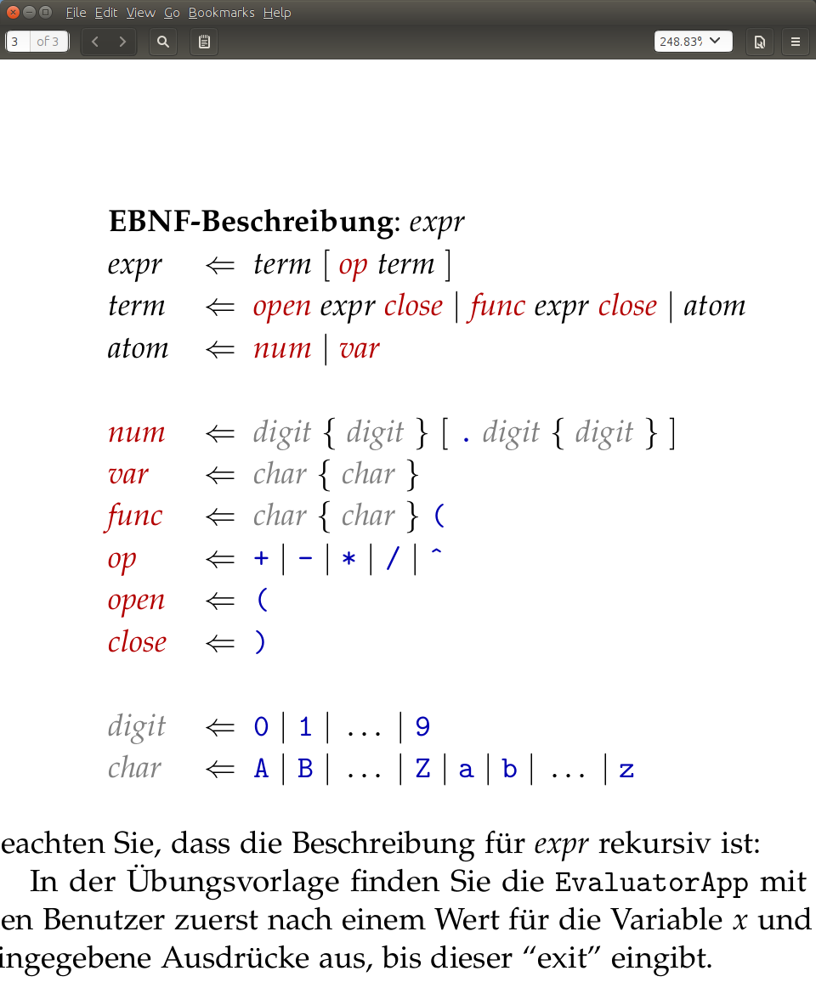 File Edit View Go Bookmarks Help
3 of 3 248.83%
EBNF-Beschreibung: expr
expr ⇐ term [ op term ]
term ⇐ open expr close | func expr close | atom
atom ⇐ num | var
num ⇐ digit { digit } [ . digit { digit } ]
var ⇐ char { char }
func ⇐ char { char } (
op ⇐ + | - | * | / | ^
open ⇐ (
close ⇐ )
digit ⇐ 0 | 1 | ... | 9
char ⇐ A | B | ... | Z | a | b | ... | z
eachten Sie, dass die Beschreibung für expr rekursiv ist:
In der Übungsvorlage finden Sie die EvaluatorApp mit
en Benutzer zuerst nach einem Wert für die Variable x und
ingegebene Ausdrücke aus, bis dieser “exit” eingibt.